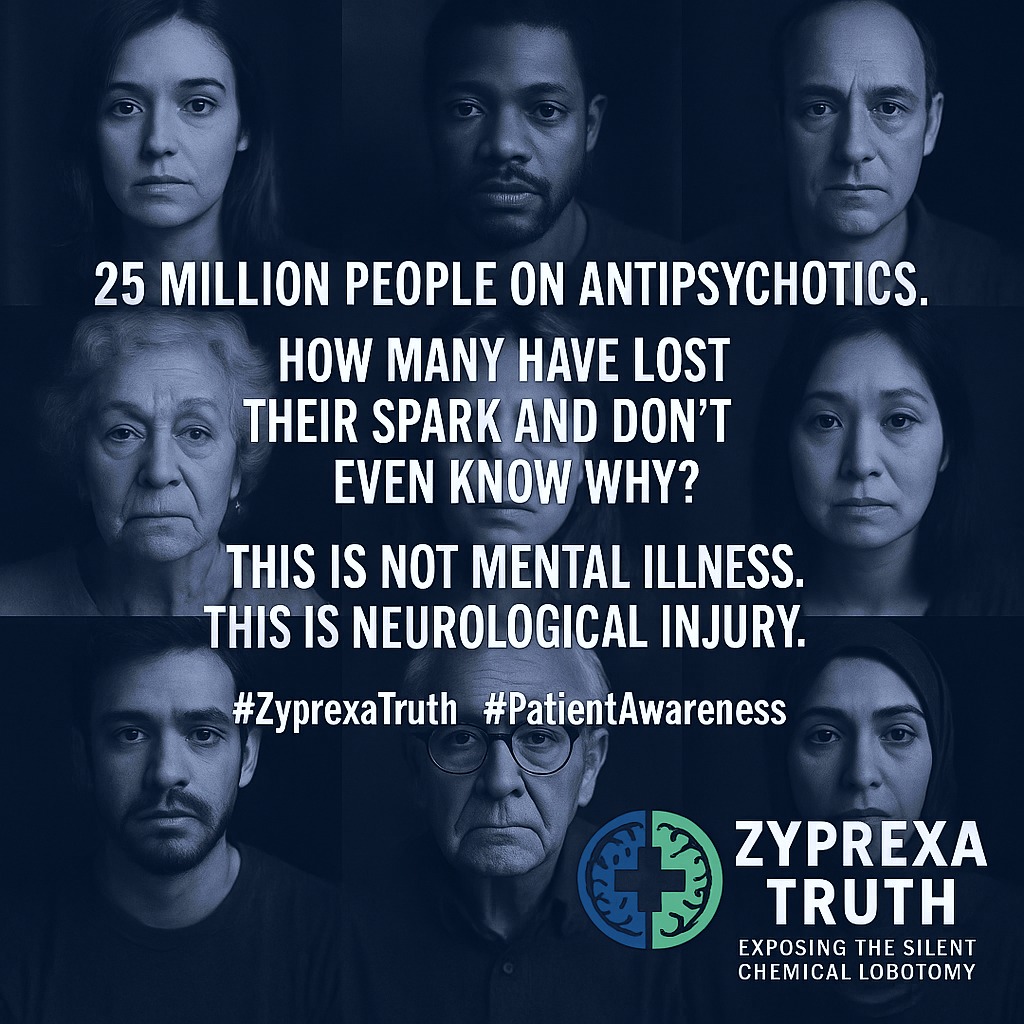 25 MILLION PEOPLE ON ANTIPSYCHOTICS.
HOW MANY HAVE LOST
THEIR SPARK AND DON'T
EVEN KNOW WHY?
THIS IS NOT MENTAL ILLNESS.
THIS IS NEUROLOGICAL INJURY.
#ZyprexaTruth #PatientAwareness
ZYPREXA
TRUTH
EXPOSING THE SILENT
CHEMICAL LOBOTOMY